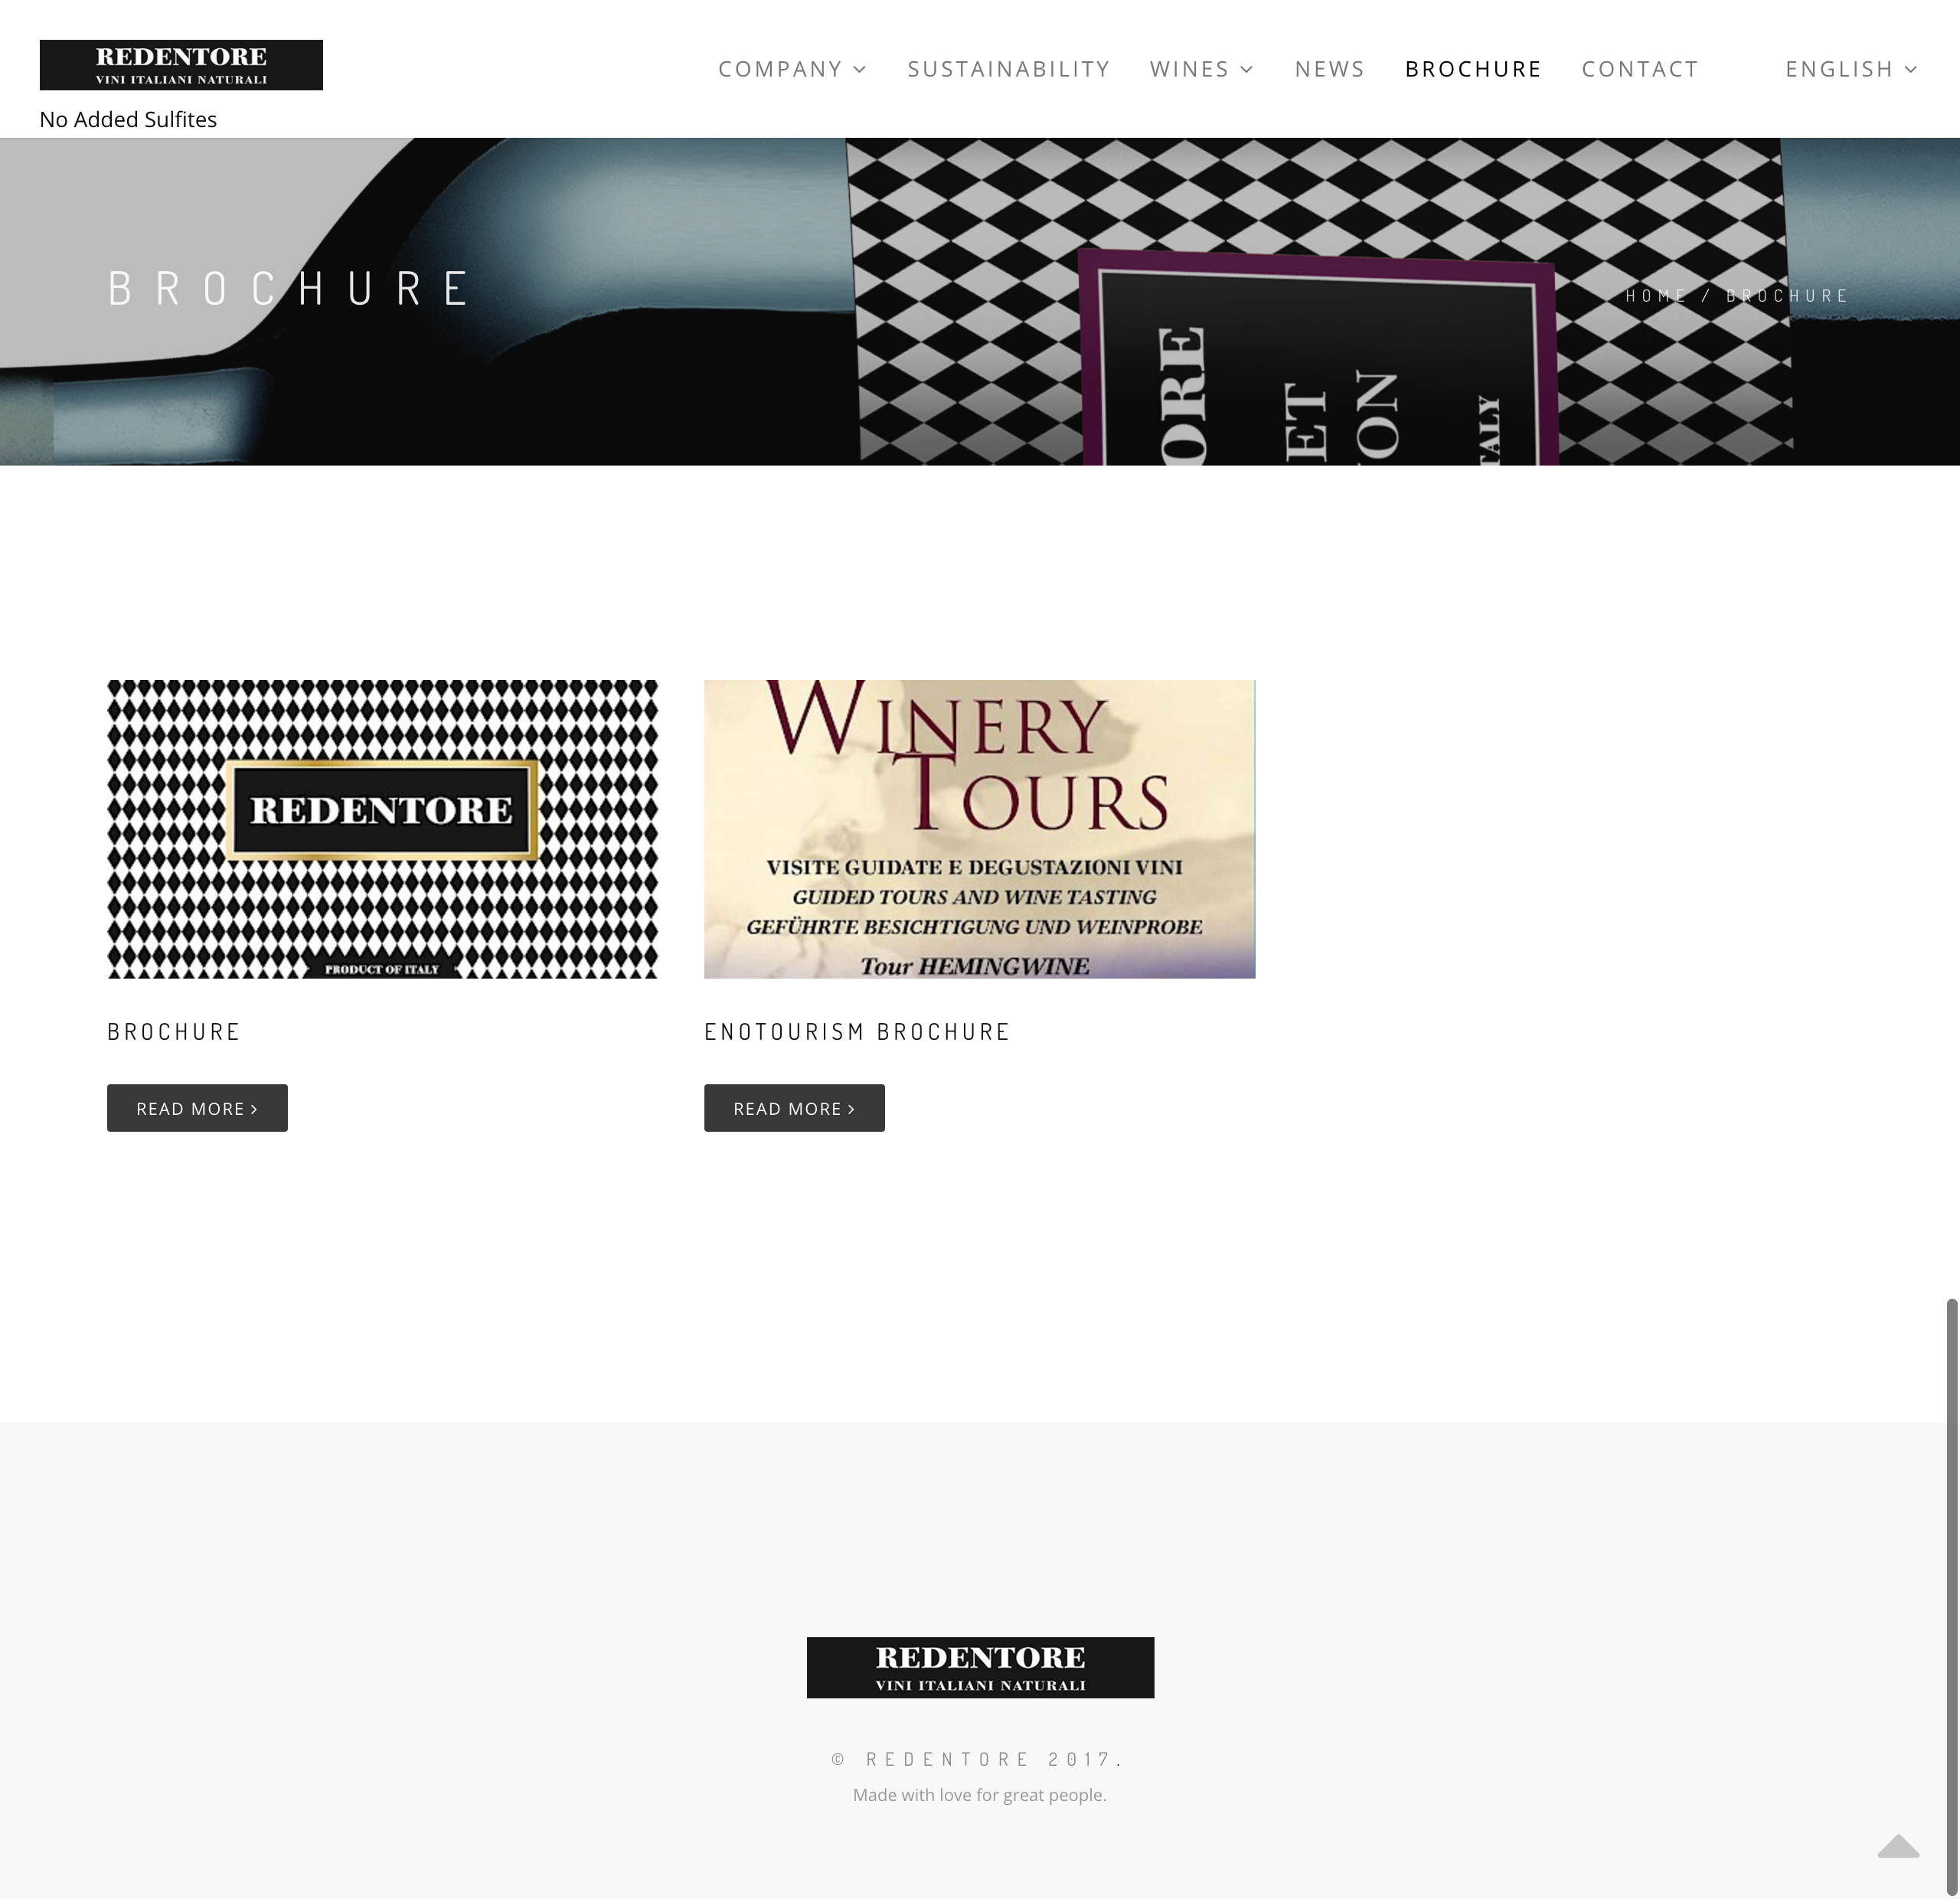 REDENTORE
VINI ITALIANI NATURALI
No Added Sulfites
COMPANY SUSTAINABILITY WINES NEWS BROCHURE CONTACT ENGLISH
BROCHURE
HOME / BROCHURE
ORE
ET
ON
TALY
REDENTORE
PRODUCT OF ITALY
BROCHURE
READ MORE
WINERY
TOURS
VISITE GUIDATE E DEGUSTAZIONI VINI
GUIDED TOURS AND WINE TASTING
GEFÜHRTE BESICHTIGUNG UND WEINPROBE
Tour HEMINGWINE
ENOTOURISM BROCHURE
READ MORE
REDENTORE
VINI ITALIANI NATURALI
© REDENTORE 2017.
Made with love for great people.